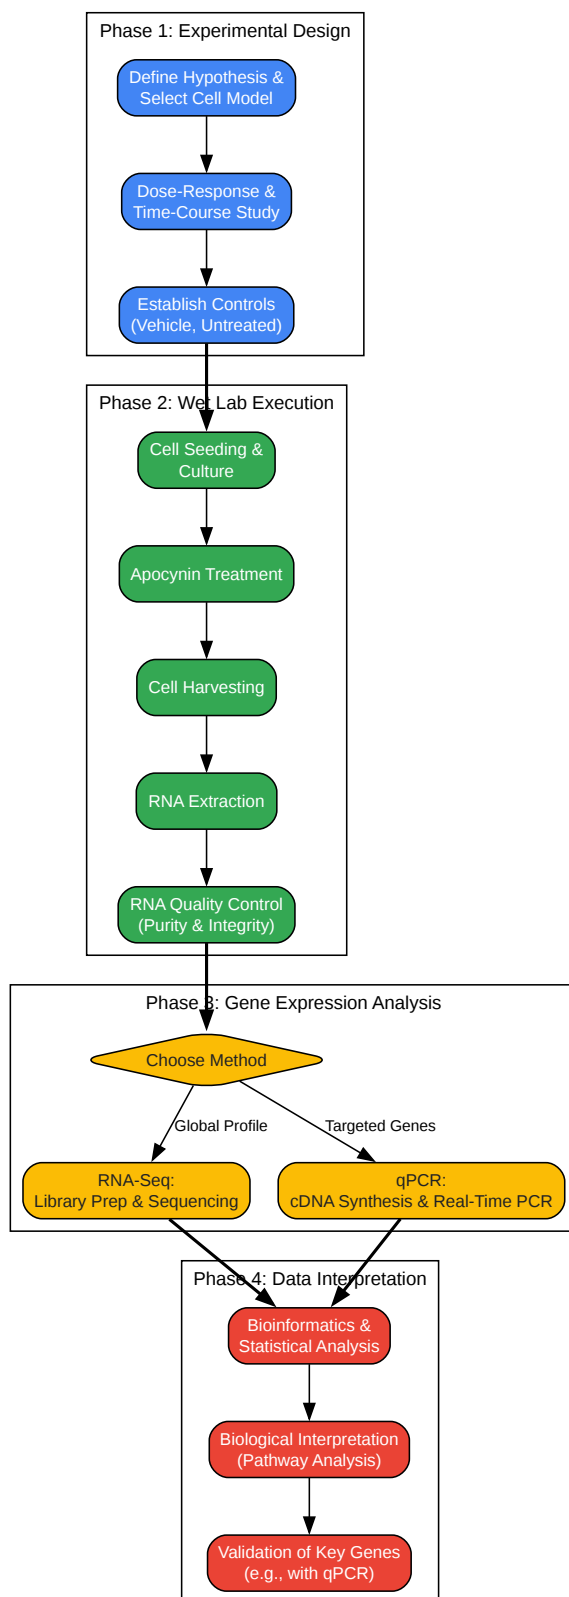 Phase 1: Experimental Design
Define Hypothesis &
Select Cell Model
Dose-Response &
Time-Course Study
Establish Controls
(Vehicle, Untreated)
Phase 2: Wet Lab Execution
Cell Seeding &
Culture
Apocynin Treatment
Cell Harvesting
RNA Extraction
RNA Quality Control
(Purity & Integrity)
Phase 3: Gene Expression Analysis
Choose Method
Global Profile
Targeted Genes
RNA-Seq:
Library Prep & Sequencing
qPCR:
cDNA Synthesis & Real-Time PCR
Phase 4: Data Interpretation
Bioinformatics &
Statistical Analysis
Biological Interpretation
(Pathway Analysis)
Validation of Key Genes
(e.g., with qPCR)